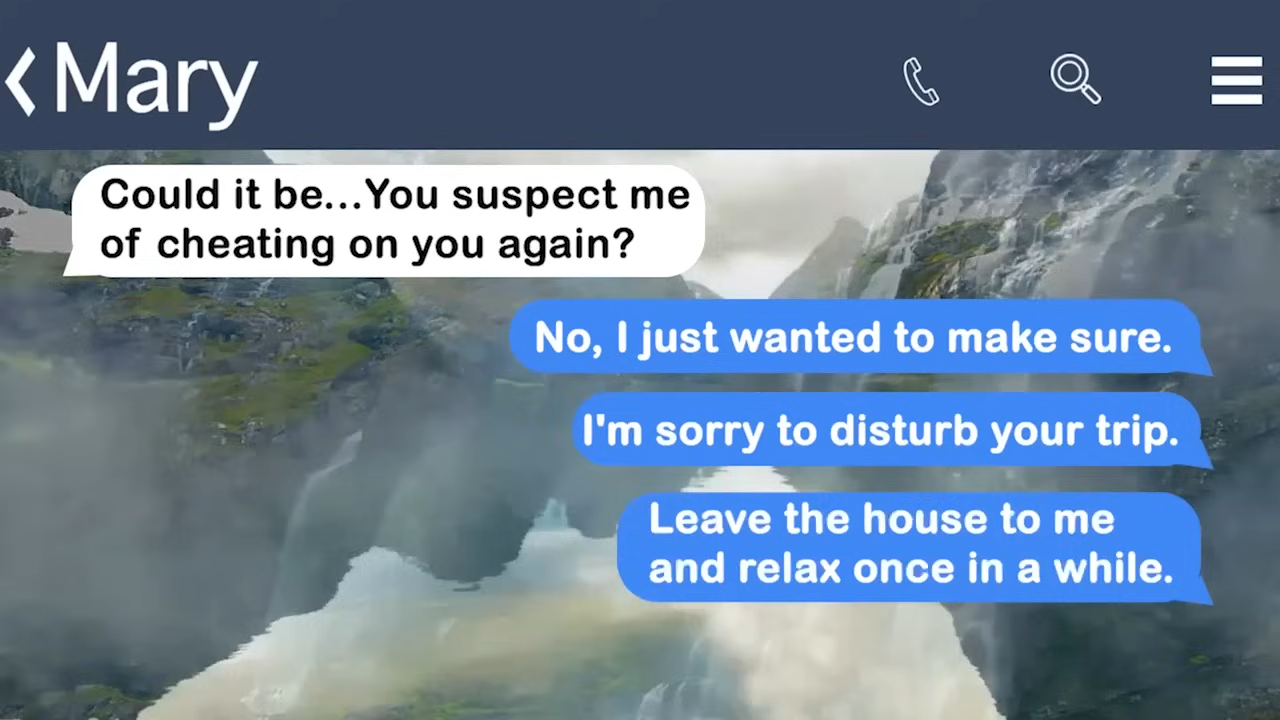 Mary
Could it be...You suspect me
of cheating on you again?
No, I just wanted to make sure.
I'm sorry to disturb your trip.
Leave the house to me
and relax once in a while.